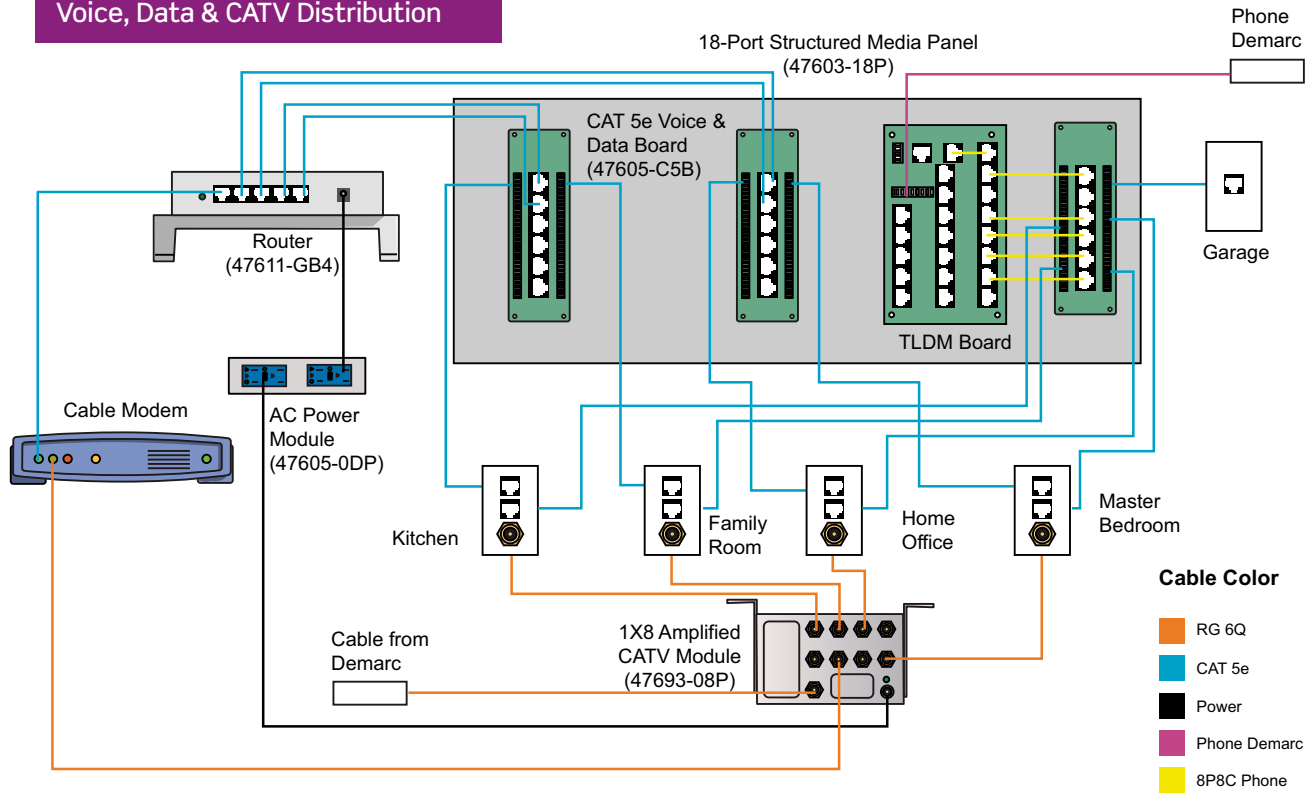 Voice, Data & CATV Distribution
Phone
Demarc
18-Port Structured Media Panel
(47603-18P)
CAT 5e Voice &
Data Board
(47605-C5B)
Router
(47611-GB4)
Garage
TLDM Board
Cable Modem
AC Power
Module
(47605-0DP)
Kitchen
Family
Room
Home
Office
Master
Bedroom
Cable from
Demarc
1X8 Amplified
CATV Module
(47693-08P)
Cable Color
RG 6Q
CAT 5e
Power
Phone Demarc
8P8C Phone